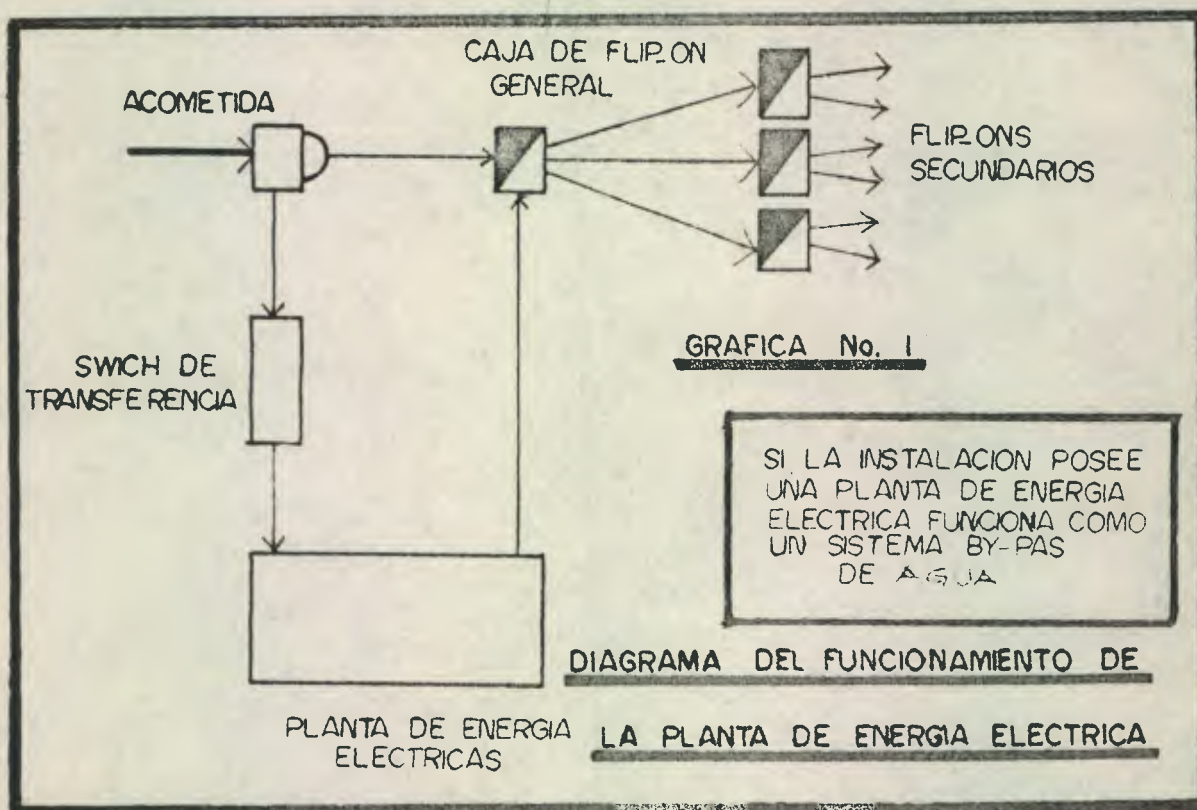 CAJA DE FLIP-ON
GENERAL
ACOMETIDA
FLIP-ONS
SECUNDARIOS
SWICH DE
TRANSFERENCIA
GRAFICA No. 1
SI LA INSTALACION POSEE
UNA PLANTA DE ENERGIA
ELECTRICA FUNCIONA COMO
UN SISTEMA BY-PAS
DE AGUA
DIAGRAMA DEL FUNCIONAMIENTO DE
LA PLANTA DE ENERGIA ELECTRICA
PLANTA DE ENERGIA
ELECTRICAS